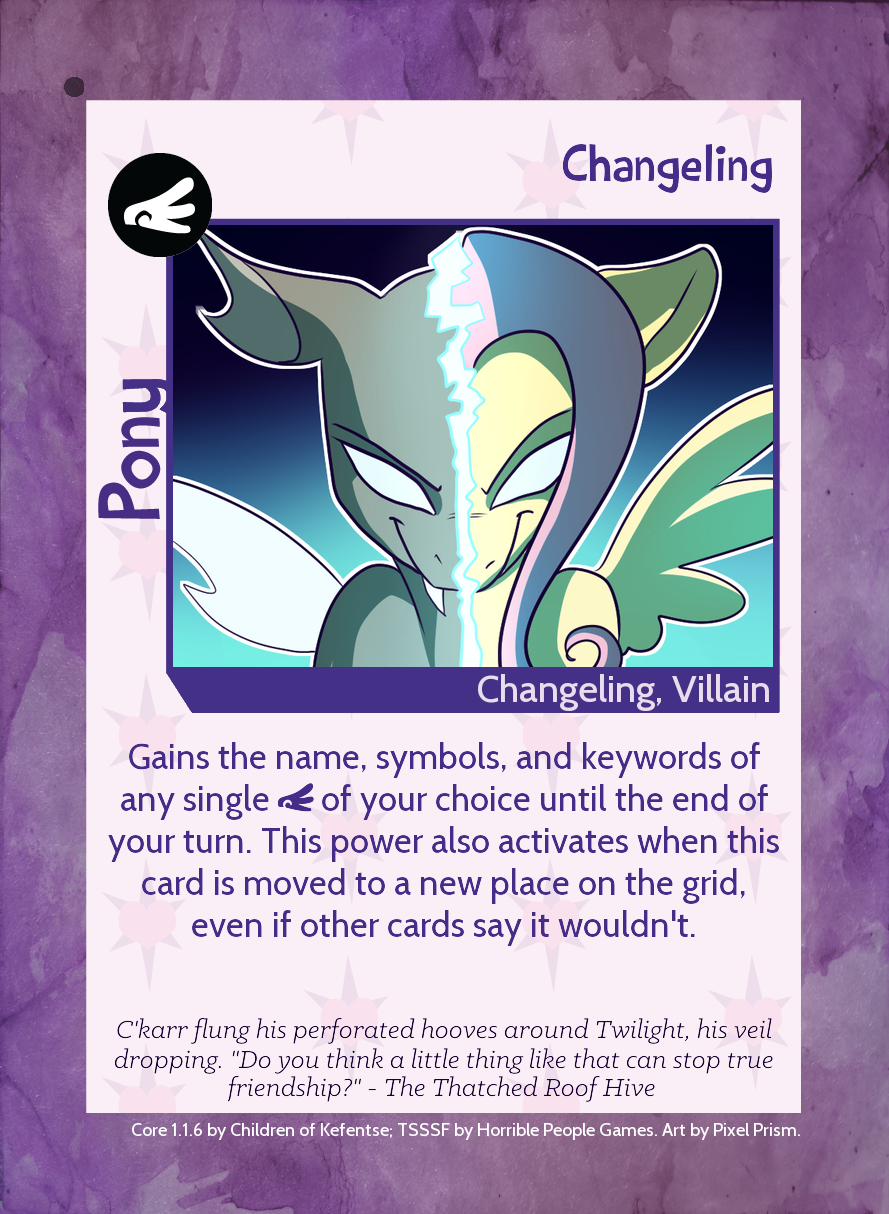 Changeling
Pony
Changeling, Villain
Gains the name, symbols, and keywords of
any single of your choice until the end of
your turn. This power also activates when this
card is moved to a new place on the grid,
even if other cards say it wouldn't.
C'karr flung his perforated hooves around Twilight, his veil
dropping. "Do you think a little thing like that can stop true
friendship?" - The Thatched Roof Hive
Core 1.1.6 by Children of Kefentse; TSSSF by Horrible People Games. Art by Pixel Prism.